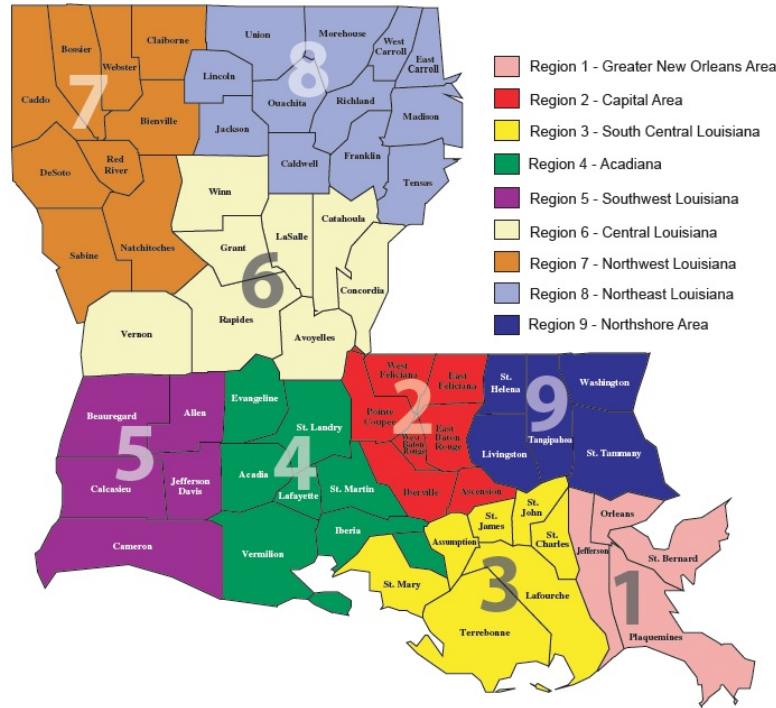 Union
Morehouse
West
Carroll
East
Carroll
Claiborne
Bossier
Webster
8
Lincoln
7
Caddo
Ouachita
Richland
Madison
Bienville
Jackson
Franklin
Caldwell
DeSoto
Red
River
Tensas
Winn
Catahoula
LaSalle
Grant
Natchitoches
Sabine
6
Concordia
Rapides
Vernon
Avoyelles
Region 1 - Greater New Orleans Area
Region 2 - Capital Area
Region 3 - South Central Louisiana
Region 4 - Acadiana
Region 5 - Southwest Louisiana
Region 6 - Central Louisiana
Region 7 - Northwest Louisiana
Region 8 - Northeast Louisiana
Region 9 - Northshore Area
West
Feliciana
East
Feliciana
St.
Helena
Washington
Evangeline
Allen
Beauregard
2
9
Pointe
Coupee
St. Landry
West
Baton
Rouge
East
Baton
Rouge
Tangipahoa
Livingston
St. Tammany
5
4
Acadia
Calcasieu
Jefferson
Davis
Lafayette
St. Martin
Iberville
Ascension
St.
John
Orleans
St.
James
Iberia
Cameron
Vermilion
Assumption
St.
Charles
Jefferson
St. Bernard
St. Mary
3
Lafourche
1
Terrebonne
Plaquemines